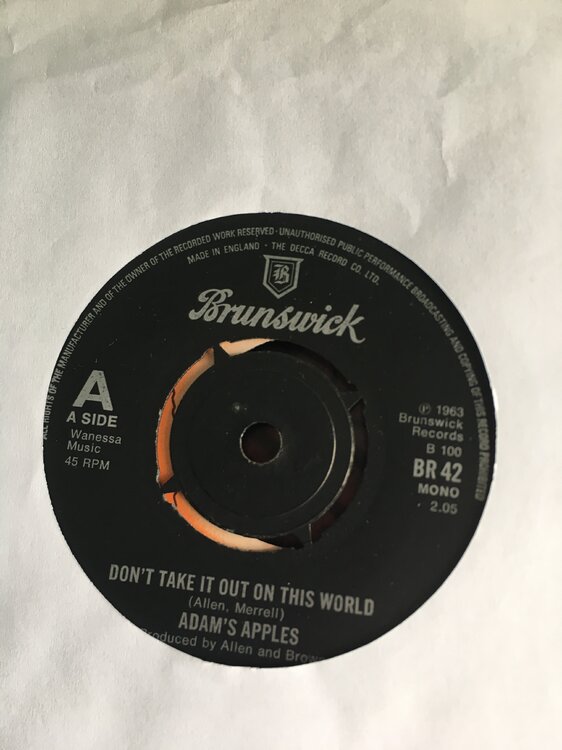 ALL RIGHTS OF THE MANUFACTURER AND OF THE OWNER OF THE RECORDED WORK RESERVED · UNAUTHORISED PUBLIC PERFORMANCE BROADCASTING AND COPYING OF THIS RECORD PROHIBITED
MADE IN ENGLAND · THE DECCA RECORD CO. LTD.
B
Brunswick
A
A SIDE
Wanessa
Music
45 RPM
℗ 1963
Brunswick
Records
B 100
BR 42
MONO
2.05
DON'T TAKE IT OUT ON THIS WORLD
(Allen, Merrell)
ADAM'S APPLES
Produced by Allen and